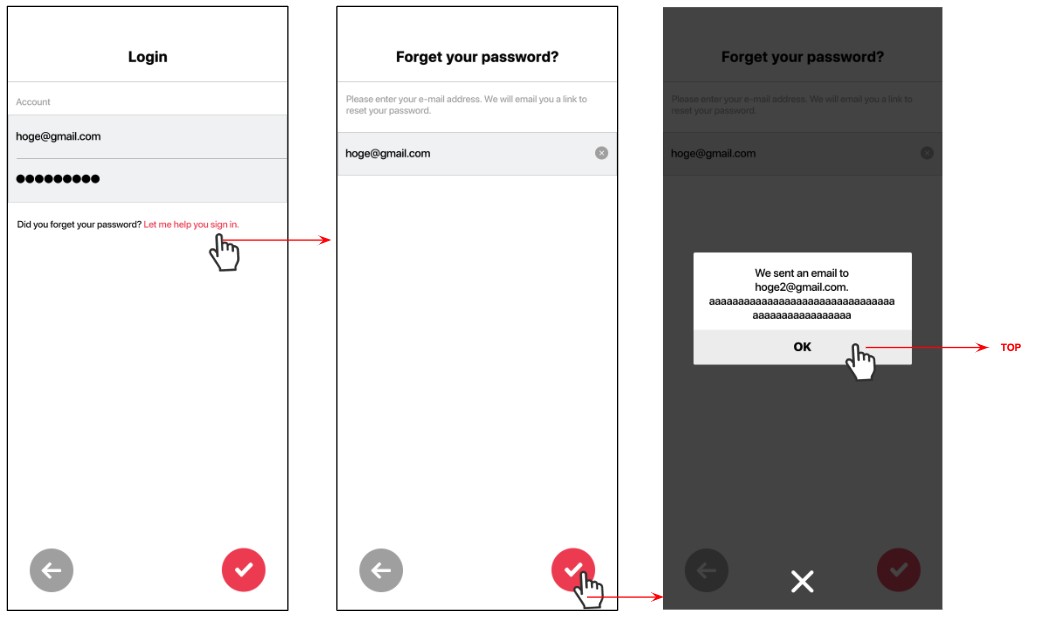 Login
Account
hoge@gmail.com
●●●●●●●●●
Did you forget your password? Let me help you sign in.
Forget your password?
Please enter your e-mail address. We will email you a link to
reset your password.
hoge@gmail.com
Forget your password?
Please enter your e-mail address. We will email you a link to
reset your password.
hoge@gmail.com
We sent an email to
hoge2@gmail.com.
aaaaaaaaaaaaaaaaaaaaaaaaaaaaaaaaa
aaaaaaaaaaaaaaaaa
OK
TOP